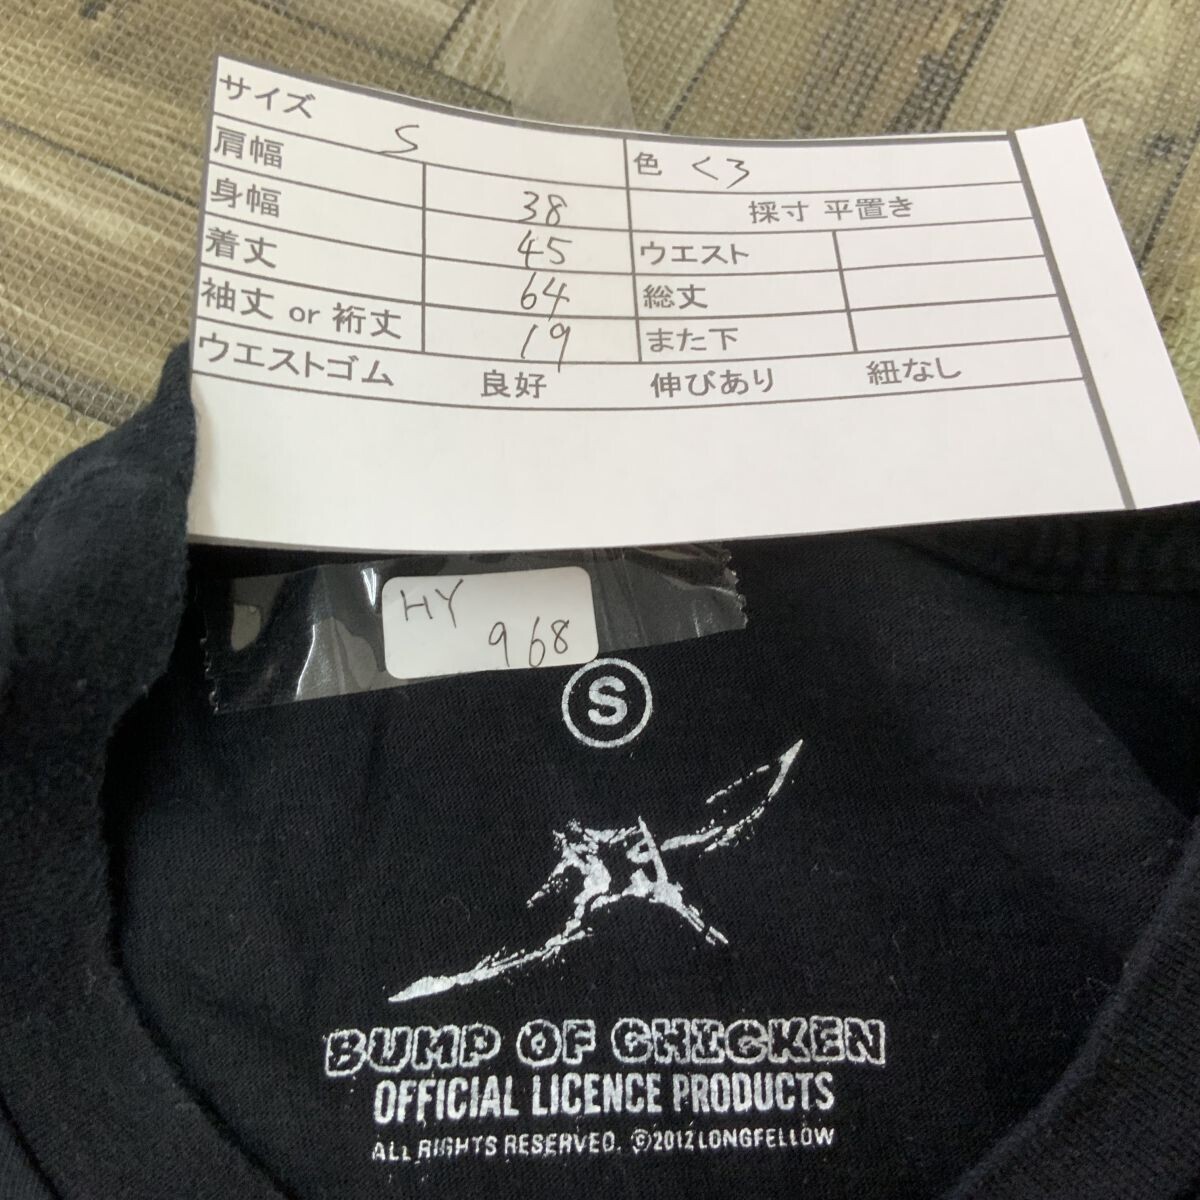 サイズ S 色 くろ
肩幅 38 採寸 平置き
身幅 45 ウエスト
着丈 64 総丈
袖丈 or 裄丈 19 また下
ウエストゴム 良好 伸びあり 紐なし
HY
968
S
BUMP OF CHICKEN
OFFICIAL LICENCE PRODUCTS
ALL RIGHTS RESERVED. ©2012 LONGFELLOW